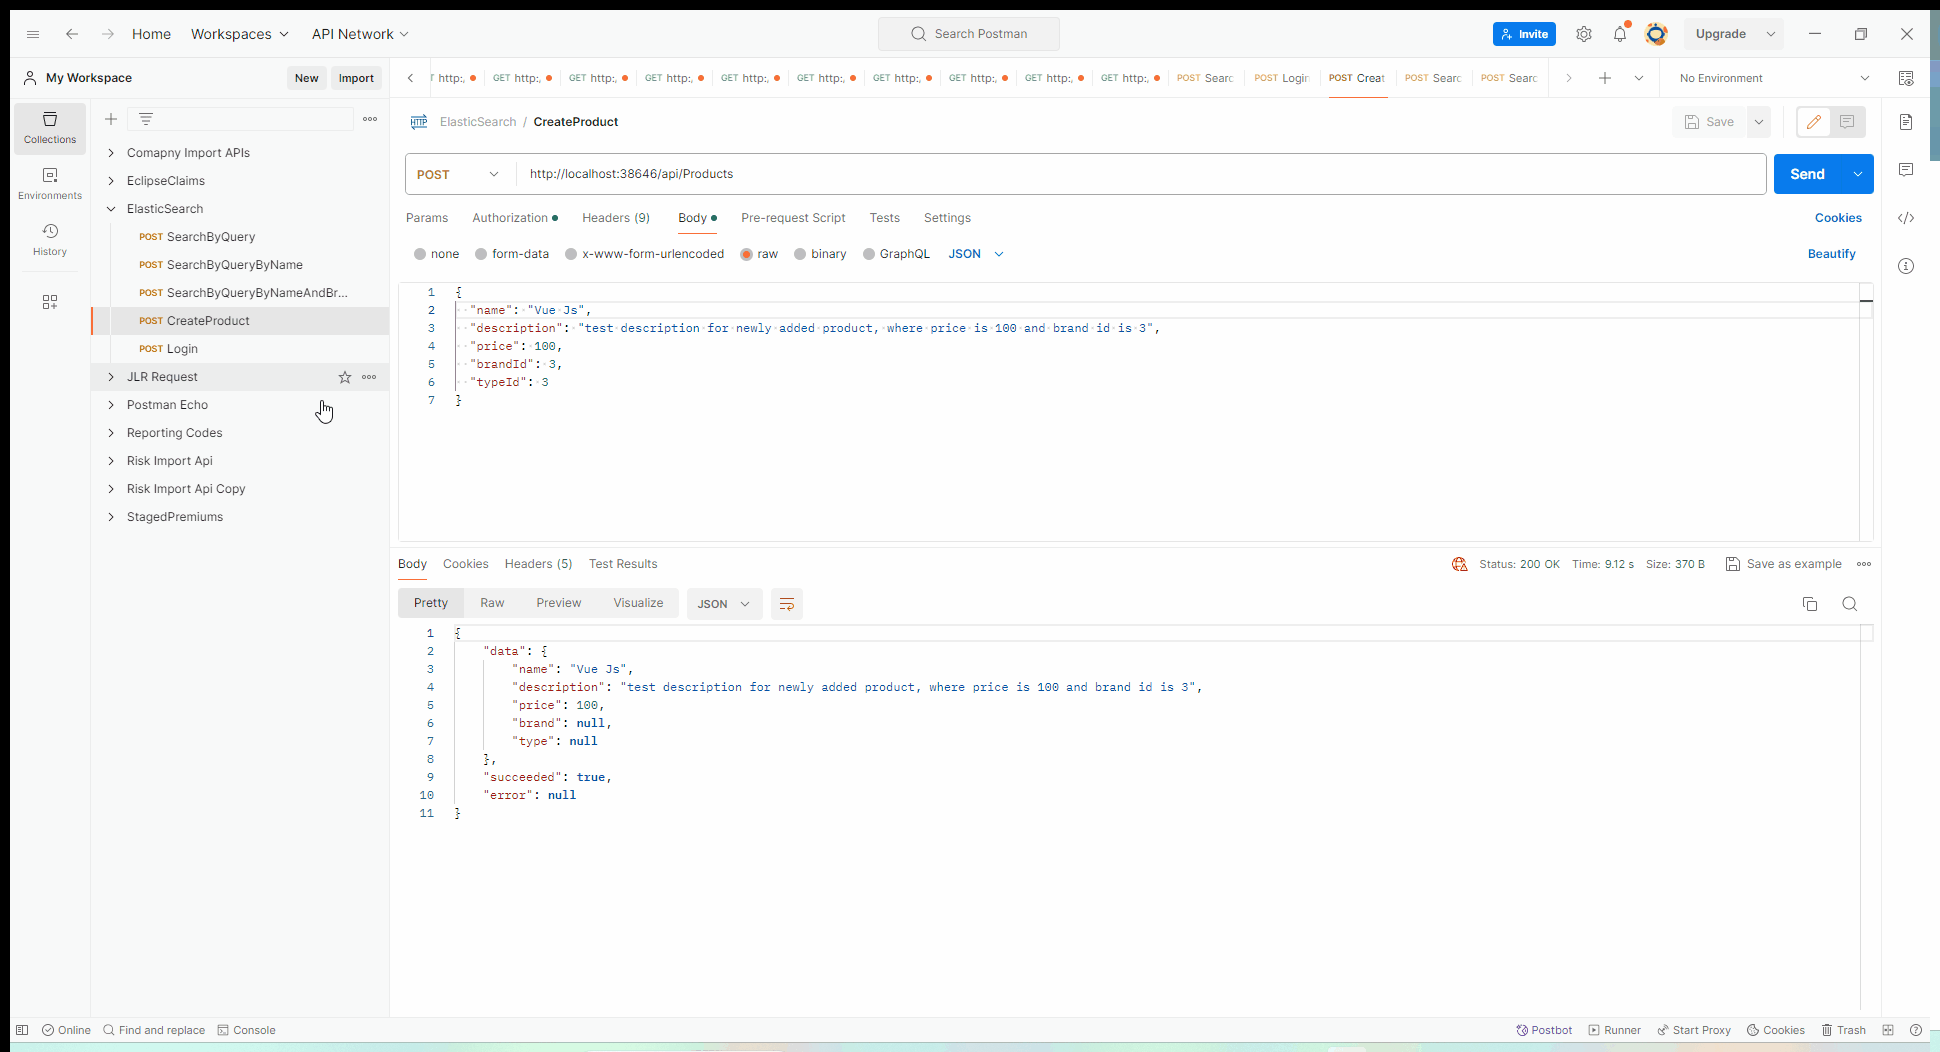 Home Workspaces API Network Search Postman Invite Upgrade
My Workspace New Import
http:, GET http:, GET http:, GET http:, GET http:, GET http:, GET http:, GET http:, GET http:, GET http:, POST Searc POST Login POST Creat POST Searc POST Searc No Environment
Collections
Environments
History
Comapny Import APIs
EclipseClaims
ElasticSearch
POST SearchByQuery
POST SearchByQueryByName
POST SearchByQueryByNameAndBr...
POST CreateProduct
POST Login
JLR Request
Postman Echo
Reporting Codes
Risk Import Api
Risk Import Api Copy
StagedPremiums
HTTP ElasticSearch / CreateProduct Save
POST http://localhost:38646/api/Products Send
Params Authorization Headers (9) Body Pre-request Script Tests Settings Cookies
none form-data x-www-form-urlencoded raw binary GraphQL JSON Beautify
1 {
2 "name": "Vue Js",
3 "description": "test description for newly added product, where price is 100 and brand id is 3",
4 "price": 100,
5 "brandId": 3,
6 "typeId": 3
7 }
Body Cookies Headers (5) Test Results Status: 200 OK Time: 9.12 s Size: 370 B Save as example
Pretty Raw Preview Visualize JSON
1 {
2 "data": {
3 "name": "Vue Js",
4 "description": "test description for newly added product, where price is 100 and brand id is 3",
5 "price": 100,
6 "brand": null,
7 "type": null
8 },
9 "succeeded": true,
10 "error": null
11 }
Online Find and replace Console Postbot Runner Start Proxy Cookies Trash